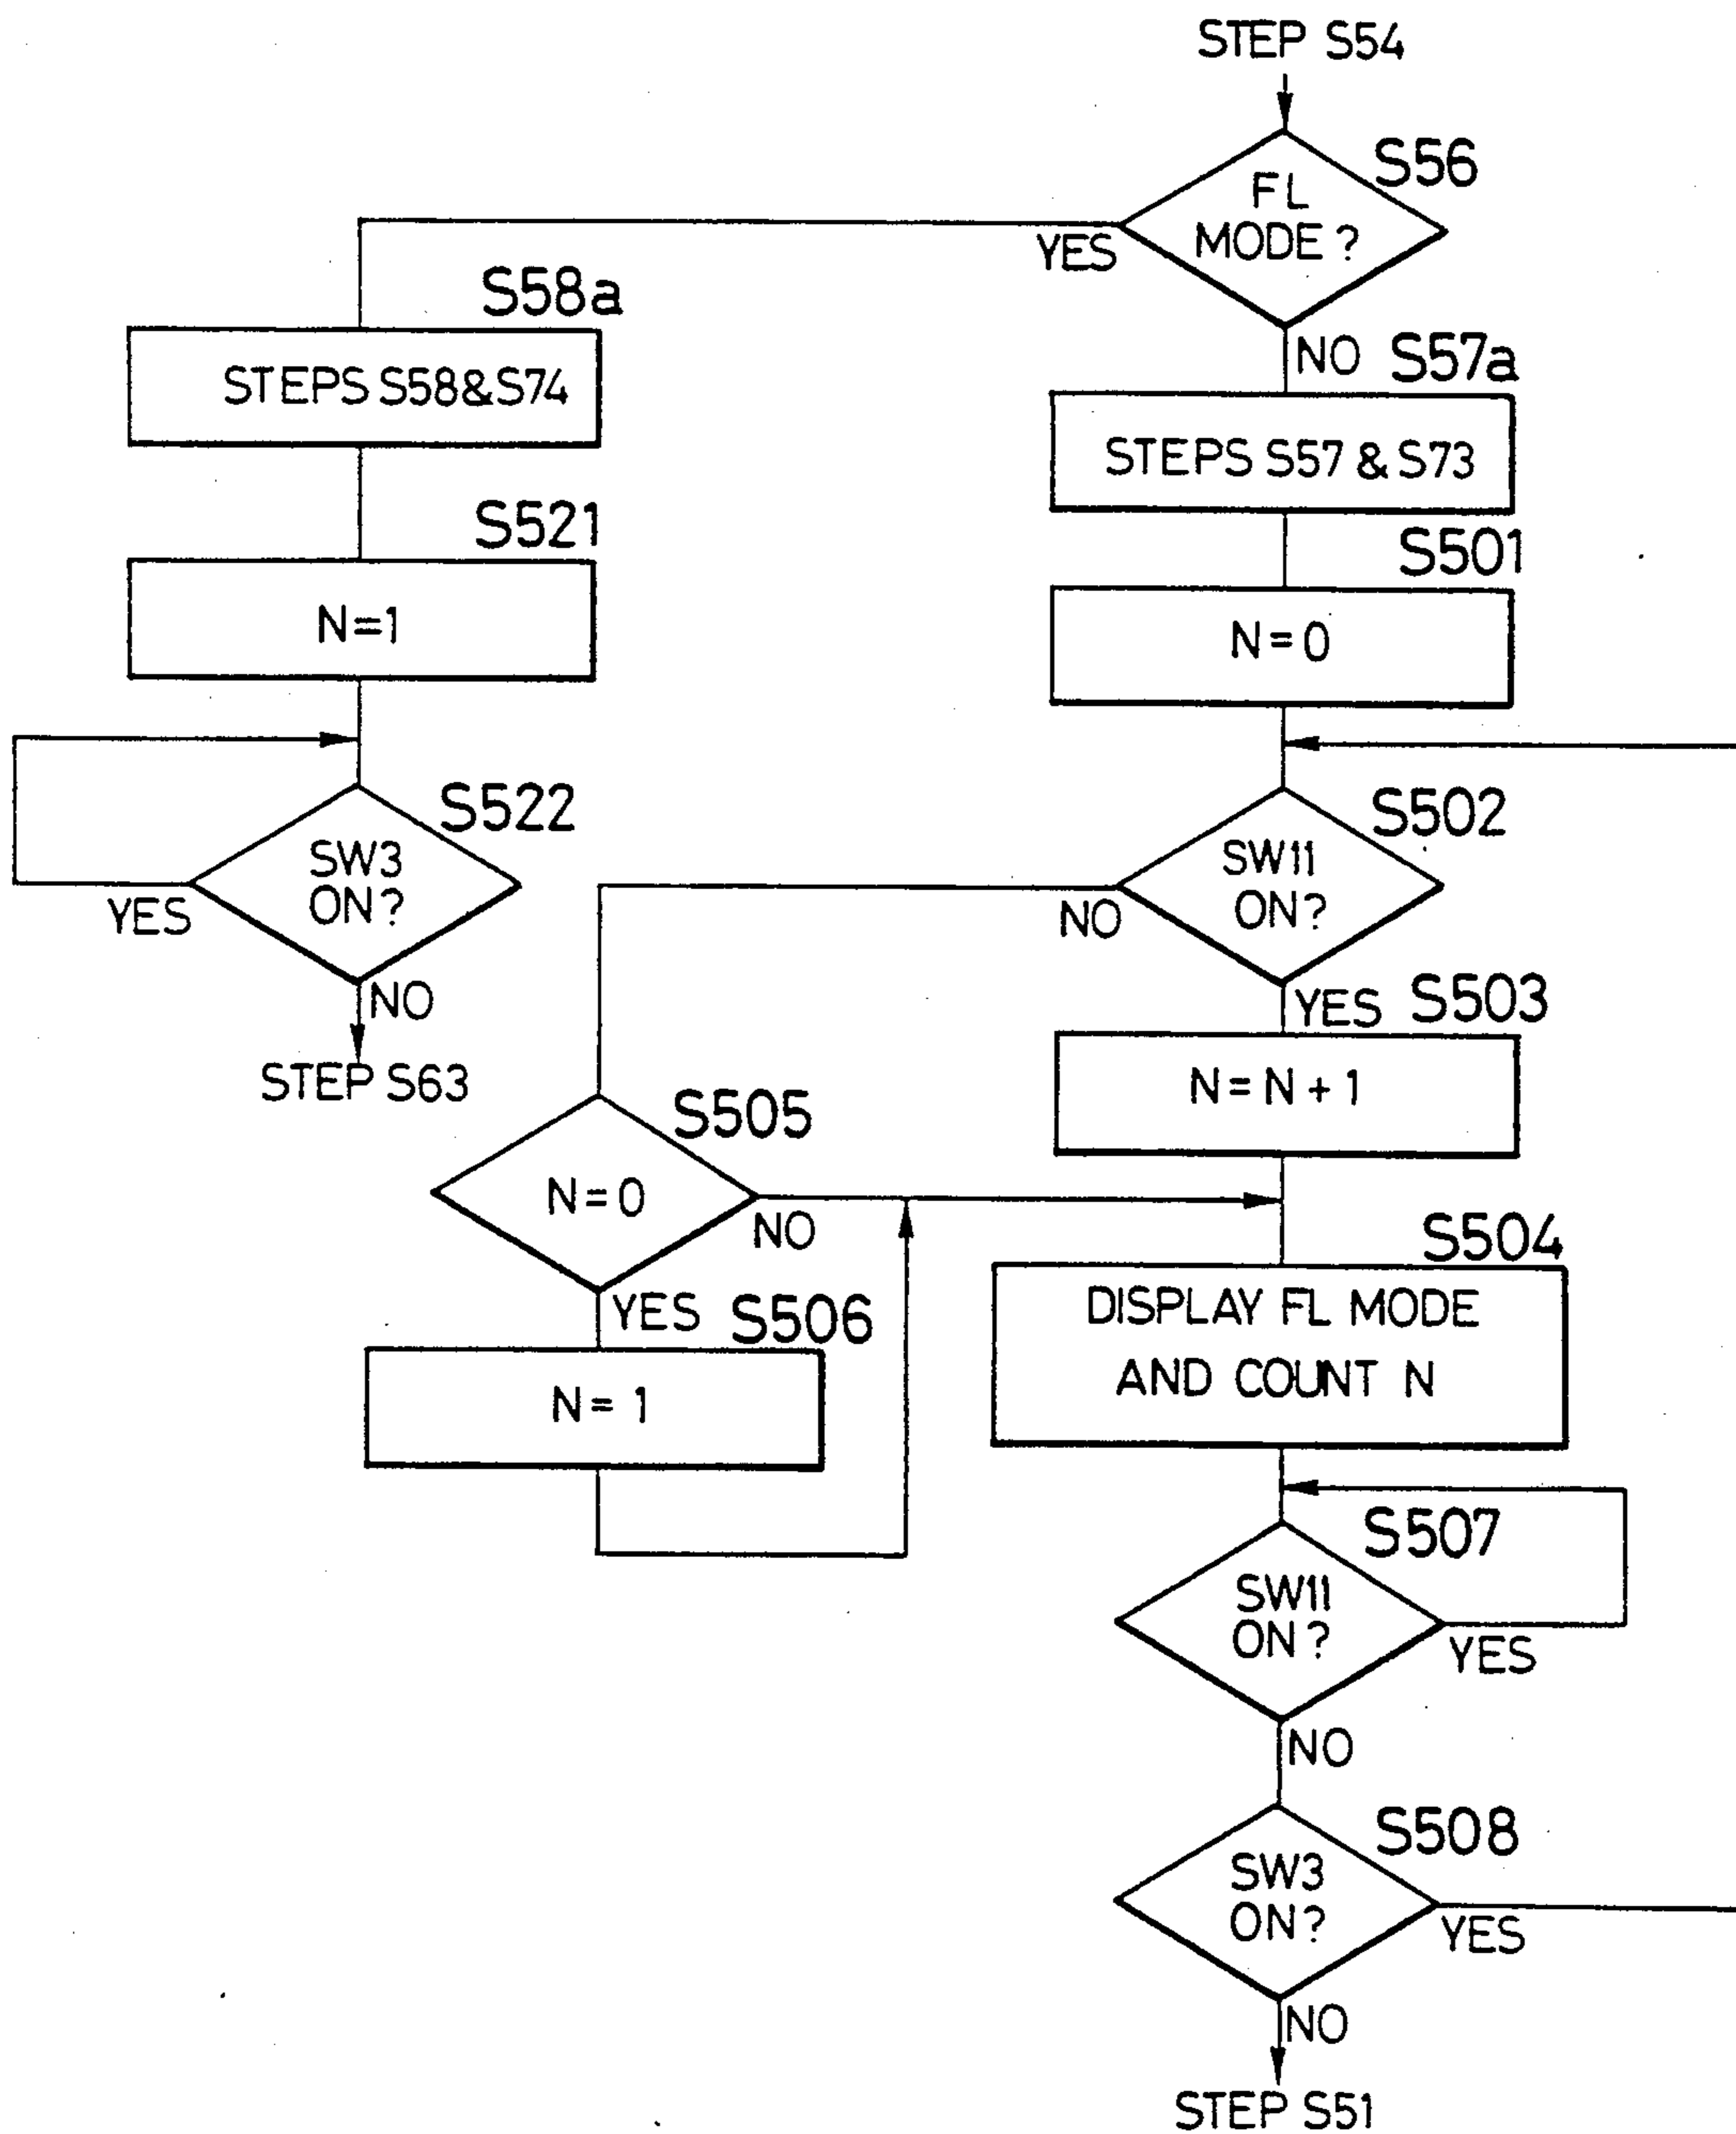 STEP S54
S56
FL
MODE?
YES
NO
S58a
STEPS S58&S74
S57a
STEPS S57 & S73
S521
N=1
S501
N=0
S522
SW3
ON?
YES
NO
STEP S63
S502
SW11
ON?
NO
YES
S503
N=N+1
S505
N=0
NO
YES
S506
N=1
S504
DISPLAY FL MODE
AND COUNT N
S507
SW11
ON?
YES
NO
S508
SW3
ON?
YES
NO
STEP S51